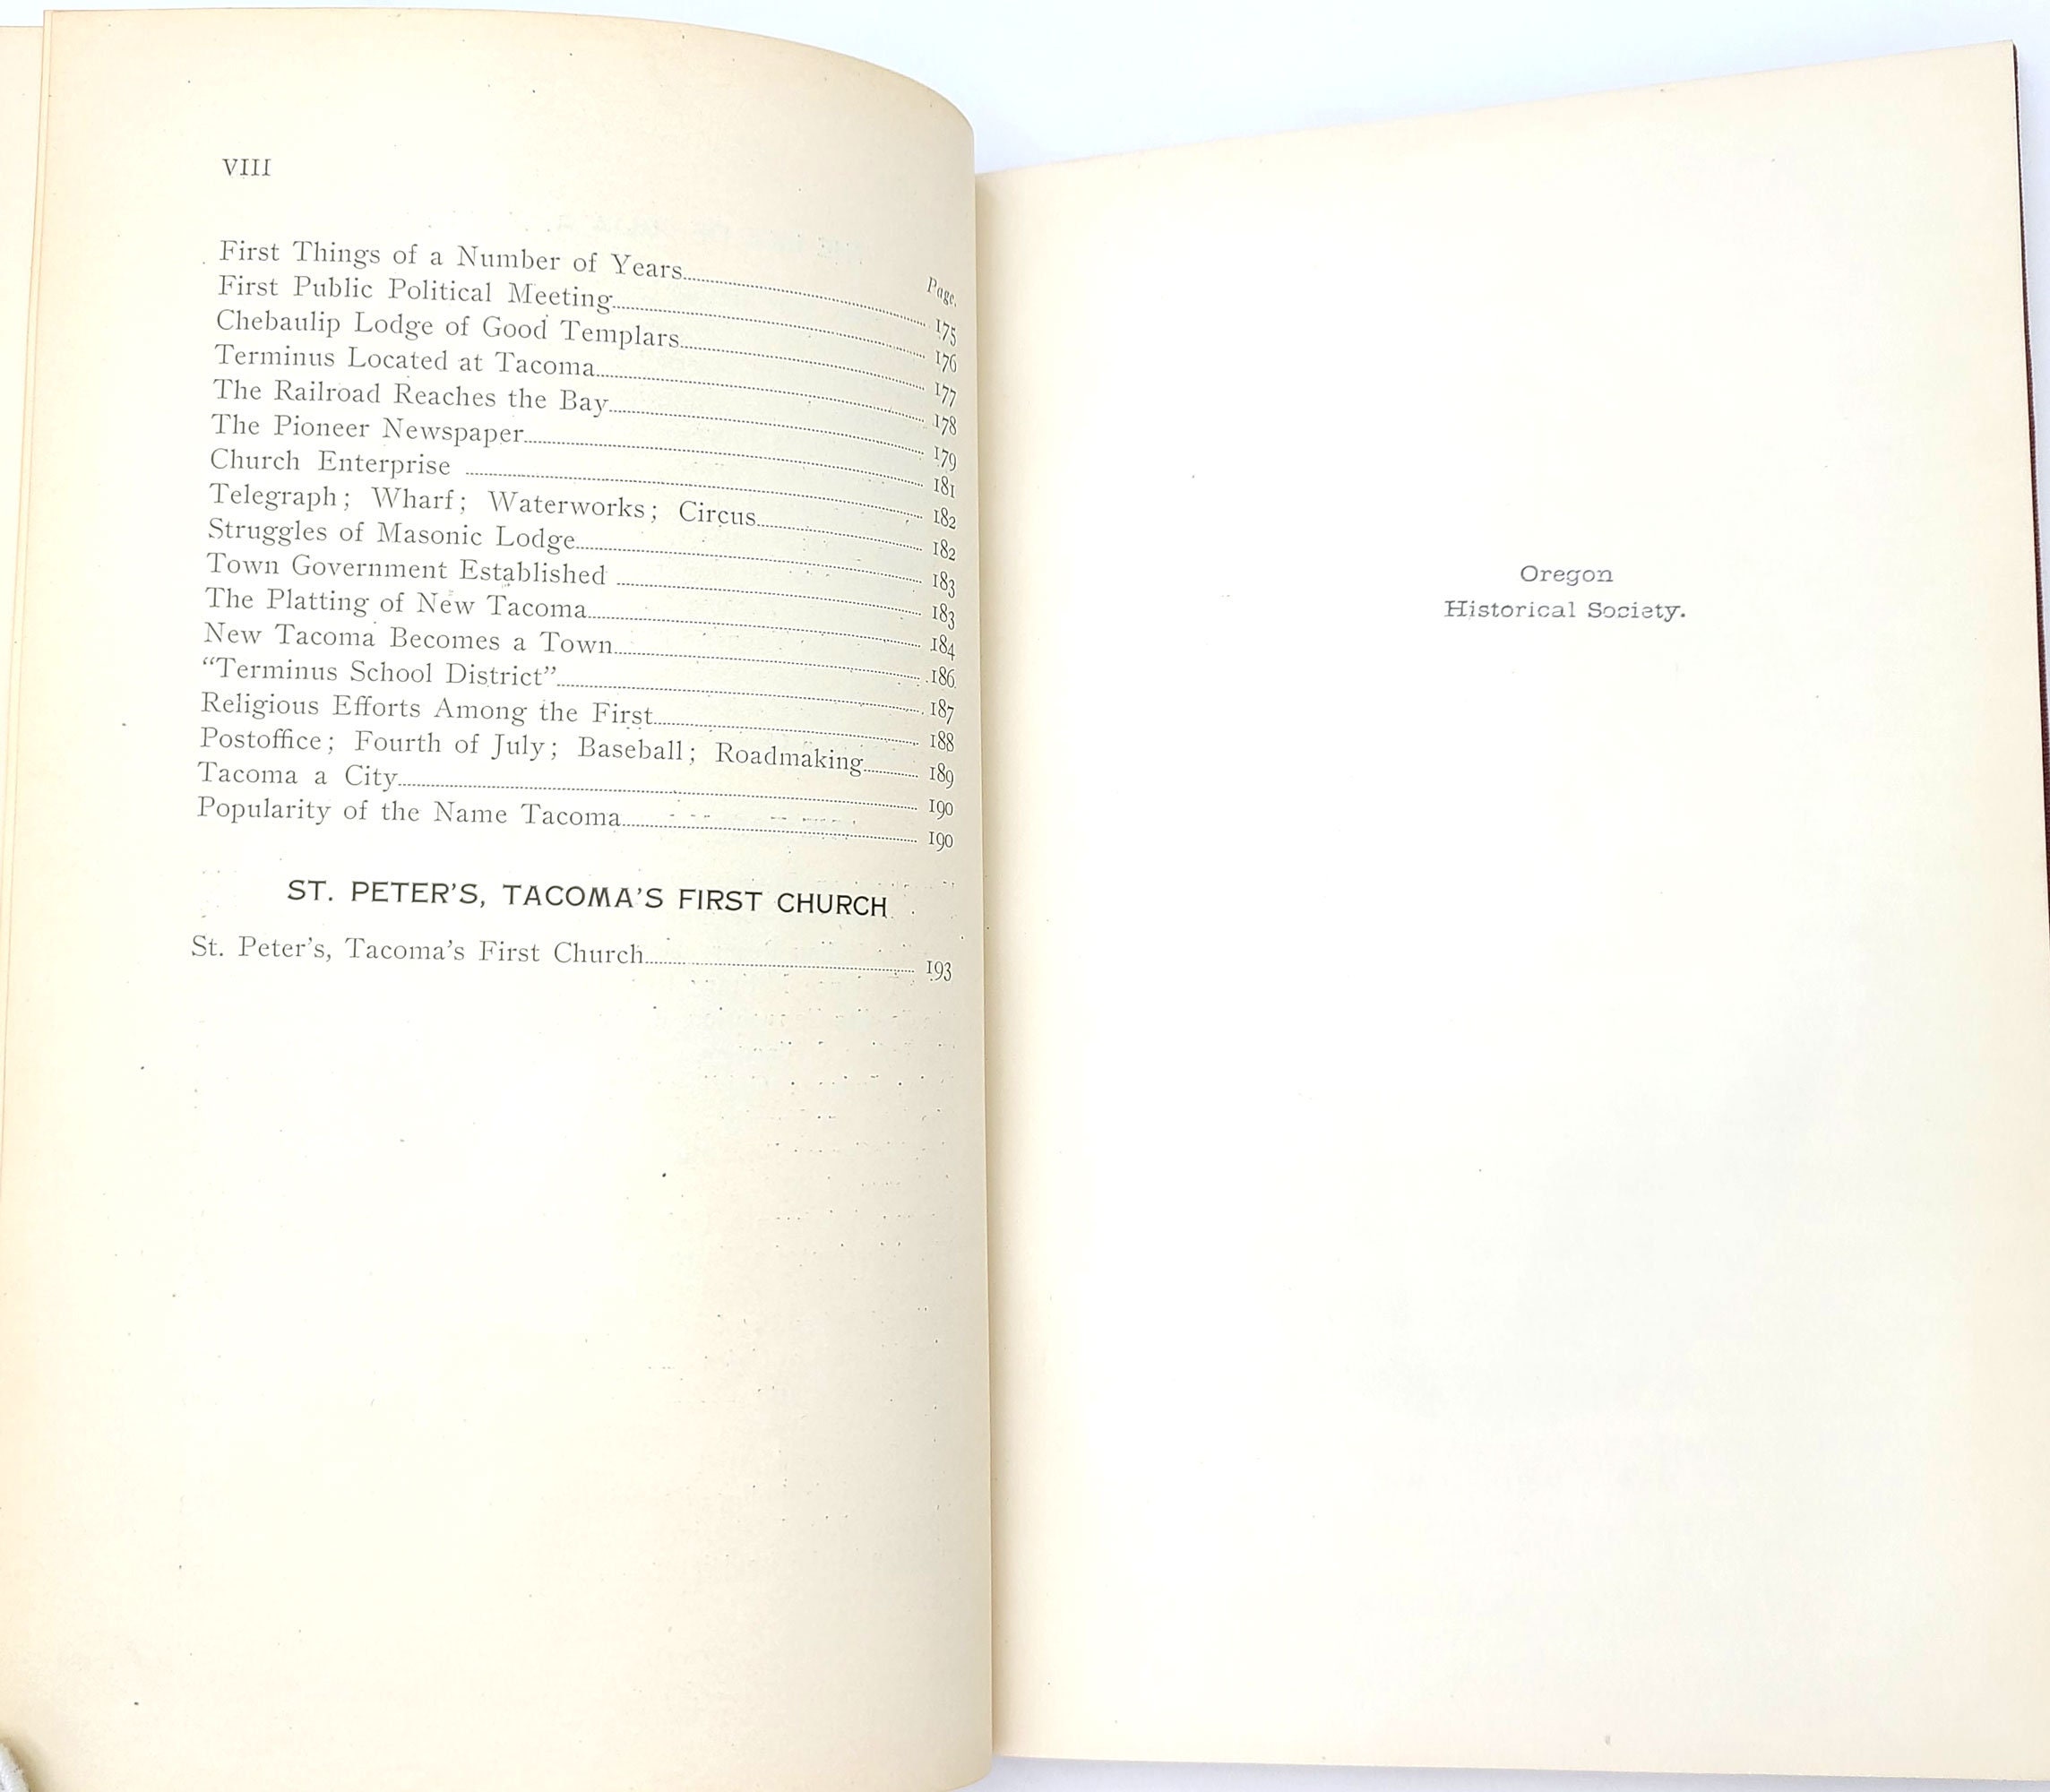 VIII
Page.
First Things of a Number of Years 175
First Public Political Meeting 176
Chebaulip Lodge of Good Templars 177
Terminus Located at Tacoma 178
The Railroad Reaches the Bay 179
The Pioneer Newspaper 181
Church Enterprise 182
Telegraph; Wharf; Waterworks; Circus 182
Struggles of Masonic Lodge 183
Town Government Established 183
The Platting of New Tacoma 184
New Tacoma Becomes a Town 186
“Terminus School District” 187
Religious Efforts Among the First 188
Postoffice; Fourth of July; Baseball; Roadmaking 189
Tacoma a City 190
Popularity of the Name Tacoma 190
ST. PETER’S, TACOMA’S FIRST CHURCH
St. Peter’s, Tacoma’s First Church 193
Oregon
Historical Society.